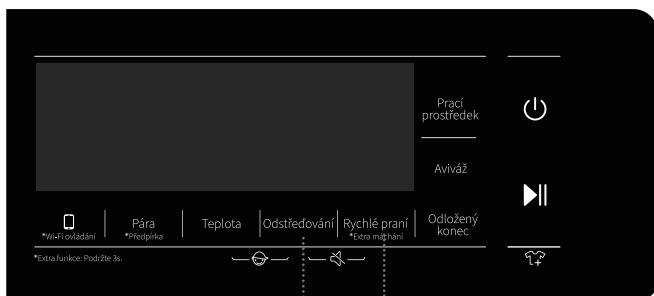 Prací
prostředek
Aviváž
*Wi-Fi ovládání
Pára
*Předpírka
Teplota
Odstřeďování
Rychlé praní
*Extra máchání
Odložený
konec
*Extra funkce: Podržte 3s.